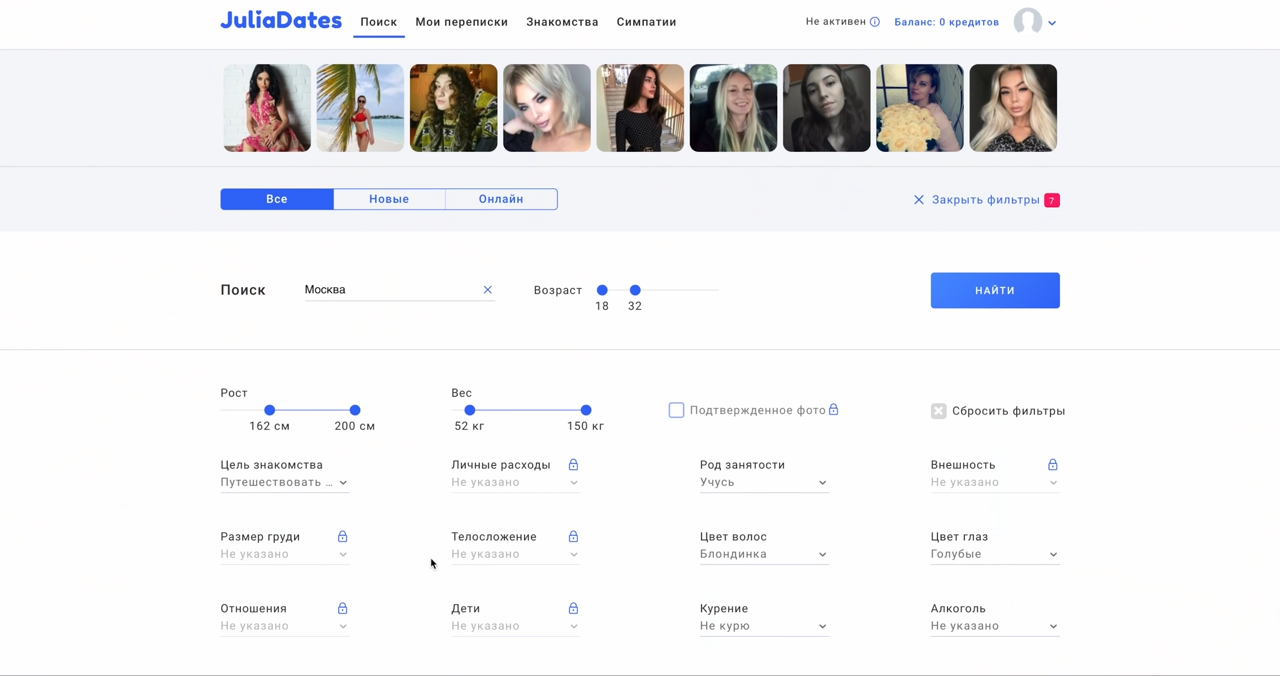 JuliaDates Поиск Мои переписки Знакомства Симпатии Не активен Баланс: 0 кредитов
Все Новые Онлайн Закрыть фильтры 7
Поиск Москва Возраст НАЙТИ
18 32
Рост Вес
Подтвержденное фото Сбросить фильтры
162 см 200 см 52 кг 150 кг
Цель знакомства Личные расходы Род занятости Внешность
Путешествовать ... Не указано Учусь Не указано
Размер груди Телосложение Цвет волос Цвет глаз
Не указано Не указано Блондинка Голубые
Отношения Дети Курение Алкоголь
Не указано Не указано Не курю Не указано